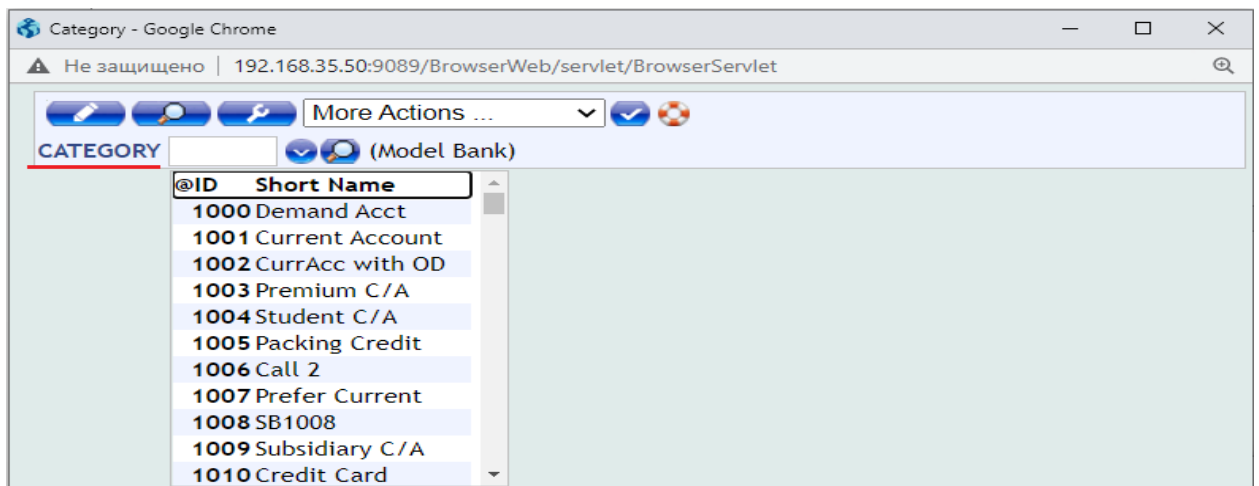 Category - Google Chrome
Не защищено | 192.168.35.50:9089/BrowserWeb/servlet/BrowserServlet
More Actions ...
CATEGORY (Model Bank)
@ID Short Name
1000 Demand Acct
1001 Current Account
1002 CurrAcc with OD
1003 Premium C/A
1004 Student C/A
1005 Packing Credit
1006 Call 2
1007 Prefer Current
1008 SB1008
1009 Subsidiary C/A
1010 Credit Card